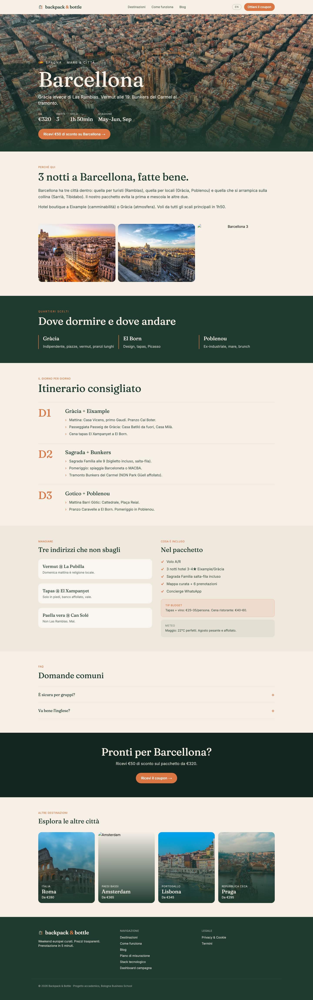 backpack & bottle
Destinazioni
Come funziona
Blog
EN
Ottieni il coupon
SPAGNA MARE & CITTÀ
Barcellona
Gràcia invece di Las Ramblas. Vermut alle 19. Bunkers del Carmel al
tramonto.
DA
€320
NOTTI
3
VOLO
1h 50min
STAGIONE
May–Jun, Sep
Ricevi €50 di sconto su Barcellona →
PERCHÉ QUI
3 notti a Barcellona, fatte bene.
Barcellona ha tre città dentro: quella per turisti (Ramblas), quella per locali (Gràcia, Poblenou) e quella che si arrampica sulla
collina (Sarrià, Tibidabo). Il nostro pacchetto evita la prima e mescola le altre due.
Hotel boutique a Eixample (camminabilità) o Gràcia (atmosfera). Voli da tutti gli scali principali in 1h50.
Barcellona 3
QUARTIERI SCELTI
Dove dormire e dove andare
Gràcia
Indipendente, piazze, vermut, pranzi lunghi
El Born
Design, tapas, Picasso
Poblenou
Ex-industriale, mare, brunch
IL GIORNO PER GIORNO
Itinerario consigliato
D1
Gràcia + Eixample
› Mattina: Casa Vicens, primo Gaudí. Pranzo Cal Boter.
› Passeggiata Passeig de Gràcia: Casa Batlló da fuori, Casa Milà.
› Cena tapas El Xampanyet a El Born.
D2
Sagrada + Bunkers
› Sagrada Família alle 9 (biglietto incluso, salta-fila).
› Pomeriggio: spiaggia Barceloneta o MACBA.
› Tramonto Bunkers del Carmel (NON Park Güell affollato).
D3
Gotico + Poblenou
› Mattina Barri Gòtic: Cattedrale, Plaça Reial.
› Pranzo Caravelle a El Born. Pomeriggio in Poblenou.
MANGIARE
Tre indirizzi che non sbagli
Vermut @ La Pubilla
Domenica mattina è religione locale.
Tapas @ El Xampanyet
Solo in piedi, banco affollato, vale.
Paella vera @ Can Solé
Non Las Ramblas. Mai.
COSA È INCLUSO
Nel pacchetto
✓ Volo A/R
✓ 3 notti hotel 3-4★ Eixample/Gràcia
✓ Sagrada Família salta-fila incluso
✓ Mappa curata + 6 prenotazioni
✓ Concierge WhatsApp
TIP BUDGET
Tapas + vino: €25–35/persona. Cena ristorante: €40–60.
METEO
Maggio: 22°C perfetti. Agosto pesante e affollato.
FAQ
Domande comuni
È sicura per gruppi? +
Va bene l'inglese? +
Pronti per Barcellona?
Ricevi €50 di sconto sul pacchetto da €320.
Ricevi il coupon →
ALTRE DESTINAZIONI
Esplora le altre città
ITALIA
Roma
Da €280
Amsterdam
PAESI BASSI
Amsterdam
Da €365
PORTOGALLO
Lisbona
Da €345
REPUBBLICA CECA
Praga
Da €295
backpack & bottle
Weekend europei curati. Prezzi trasparenti.
Prenotazione in 5 minuti.
NAVIGAZIONE
Destinazioni
Come funziona
Blog
Piano di misurazione
Stack tecnologico
Dashboard campagna
LEGALE
Privacy & Cookie
Termini
© 2026 Backpack & Bottle · Progetto accademico, Bologna Business School